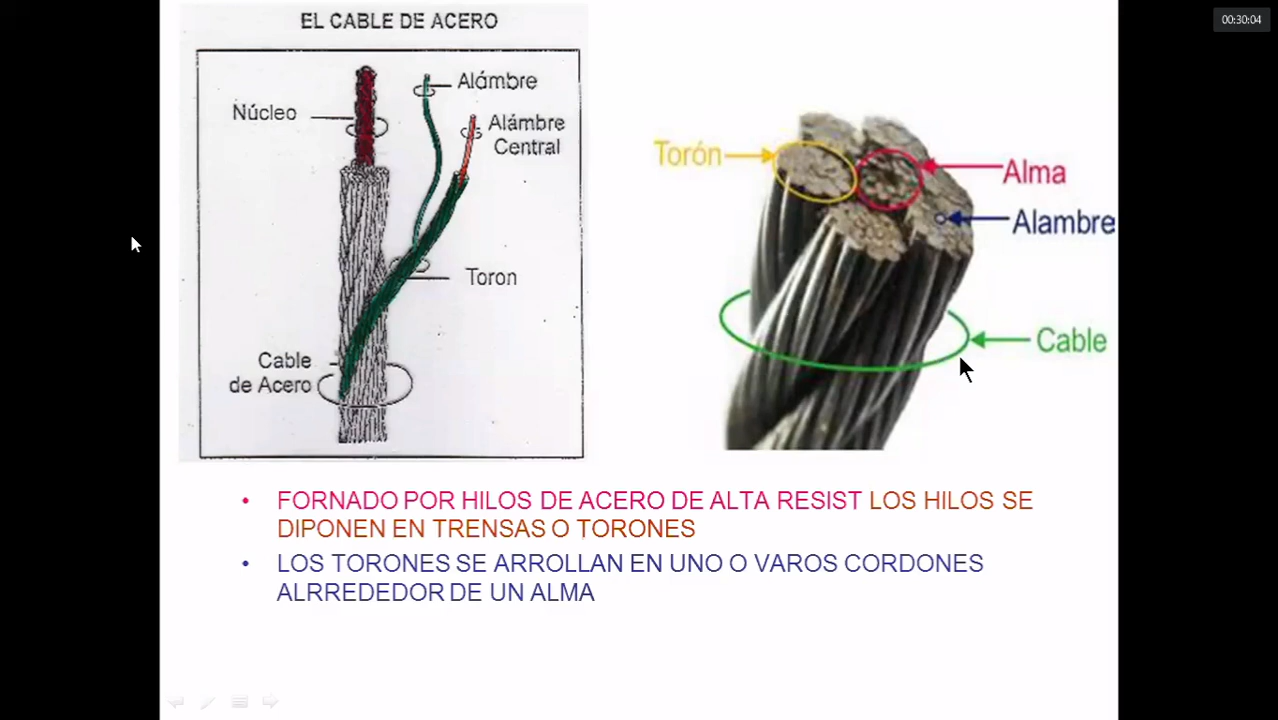 00:30:04
EL CABLE DE ACERO
Núcleo
Alámbre
Alámbre
Central
Toron
Cable
de Acero
Torón
Alma
Alambre
Cable
• FORNADO POR HILOS DE ACERO DE ALTA RESIST LOS HILOS SE
DIPONEN EN TRENSAS O TORONES
• LOS TORONES SE ARROLLAN EN UNO O VAROS CORDONES
ALRREDEDOR DE UN ALMA